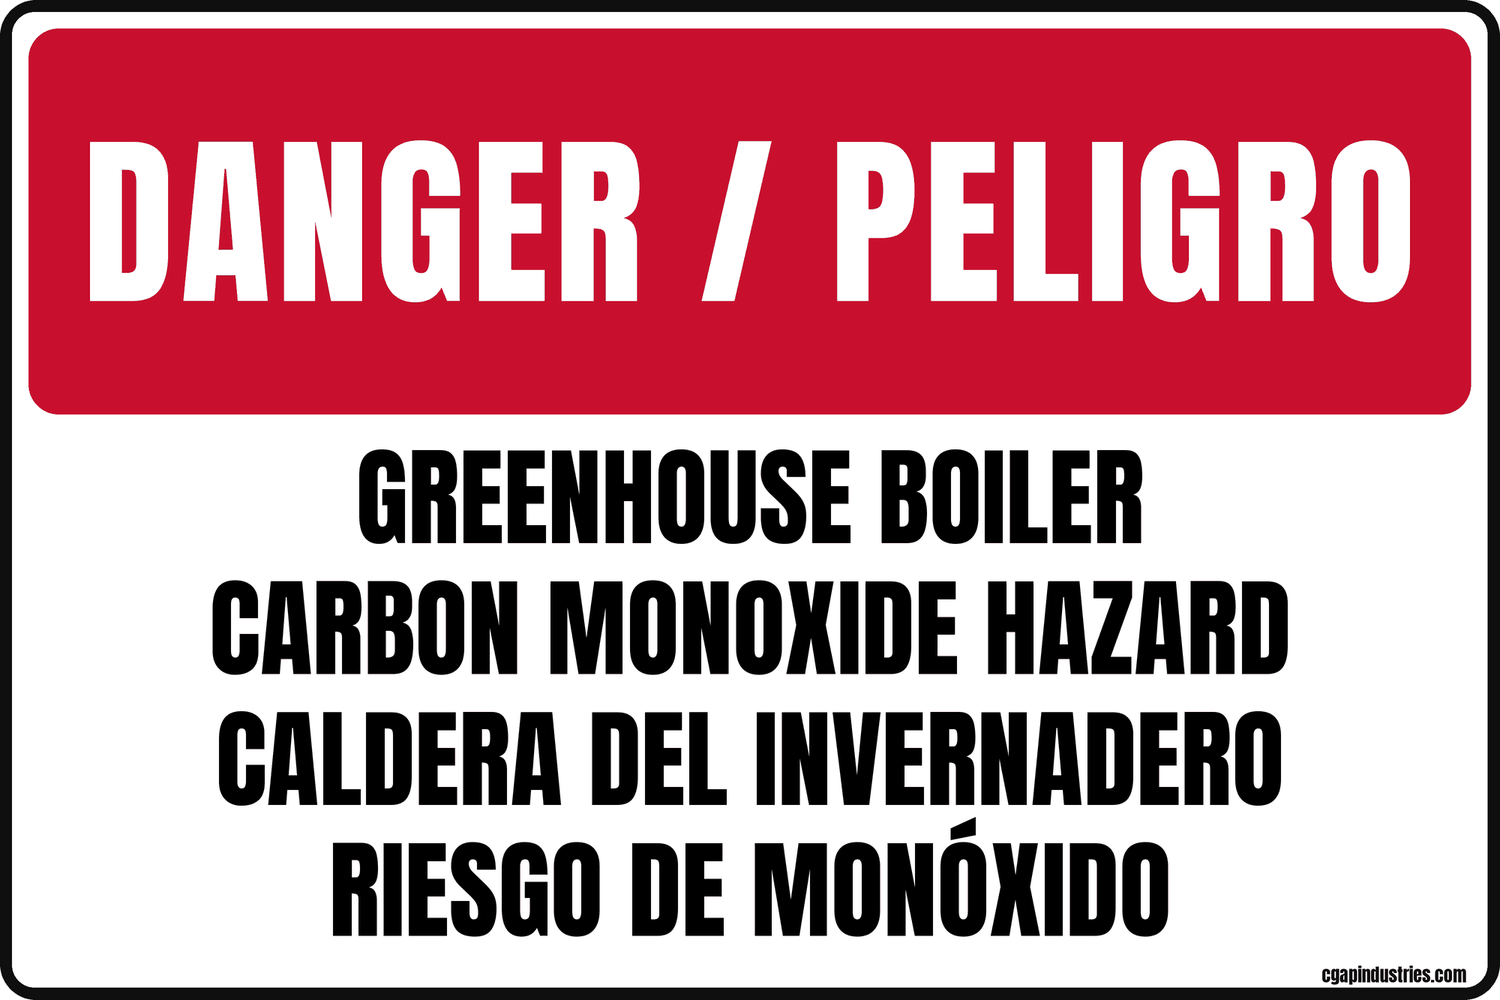 DANGER / PELIGRO
GREENHOUSE BOILER
CARBON MONOXIDE HAZARD
CALDERA DEL INVERNADERO
RIESGO DE MONÓXIDO
cgapindustries.com